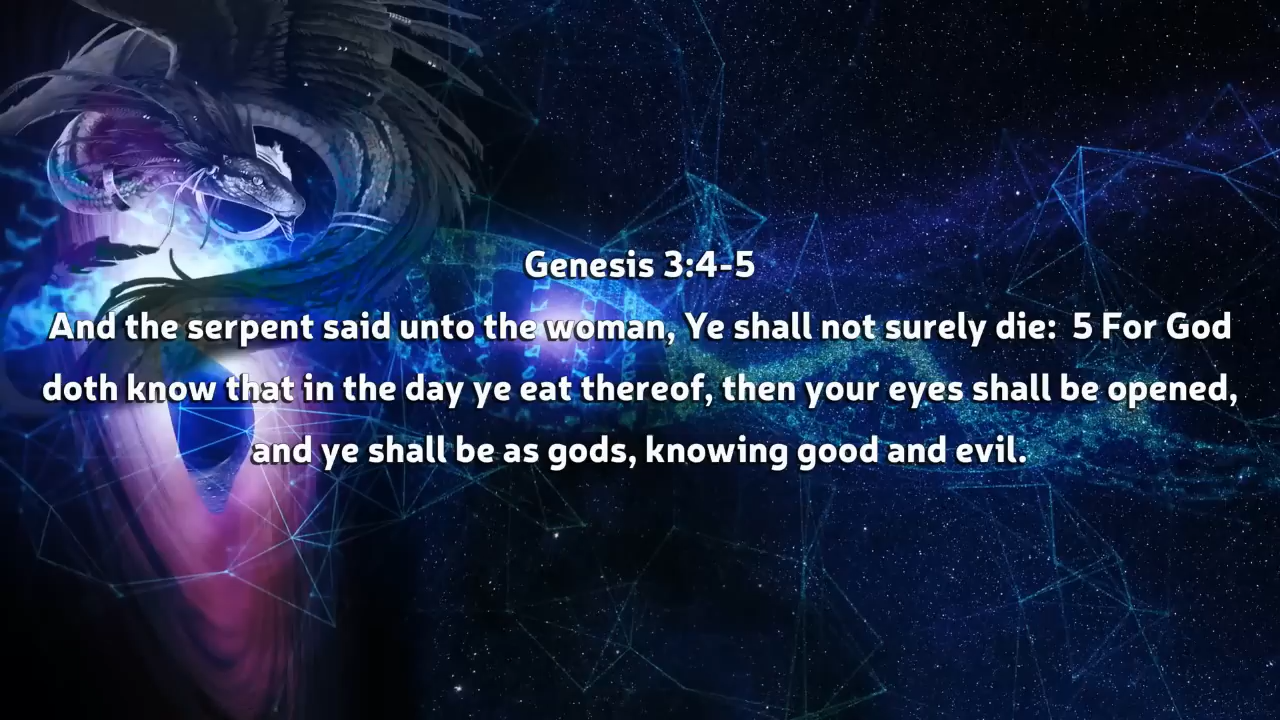 Genesis 3:4-5
And the serpent said unto the woman, Ye shall not surely die:  5 For God
doth know that in the day ye eat thereof, then your eyes shall be opened,
and ye shall be as gods, knowing good and evil.